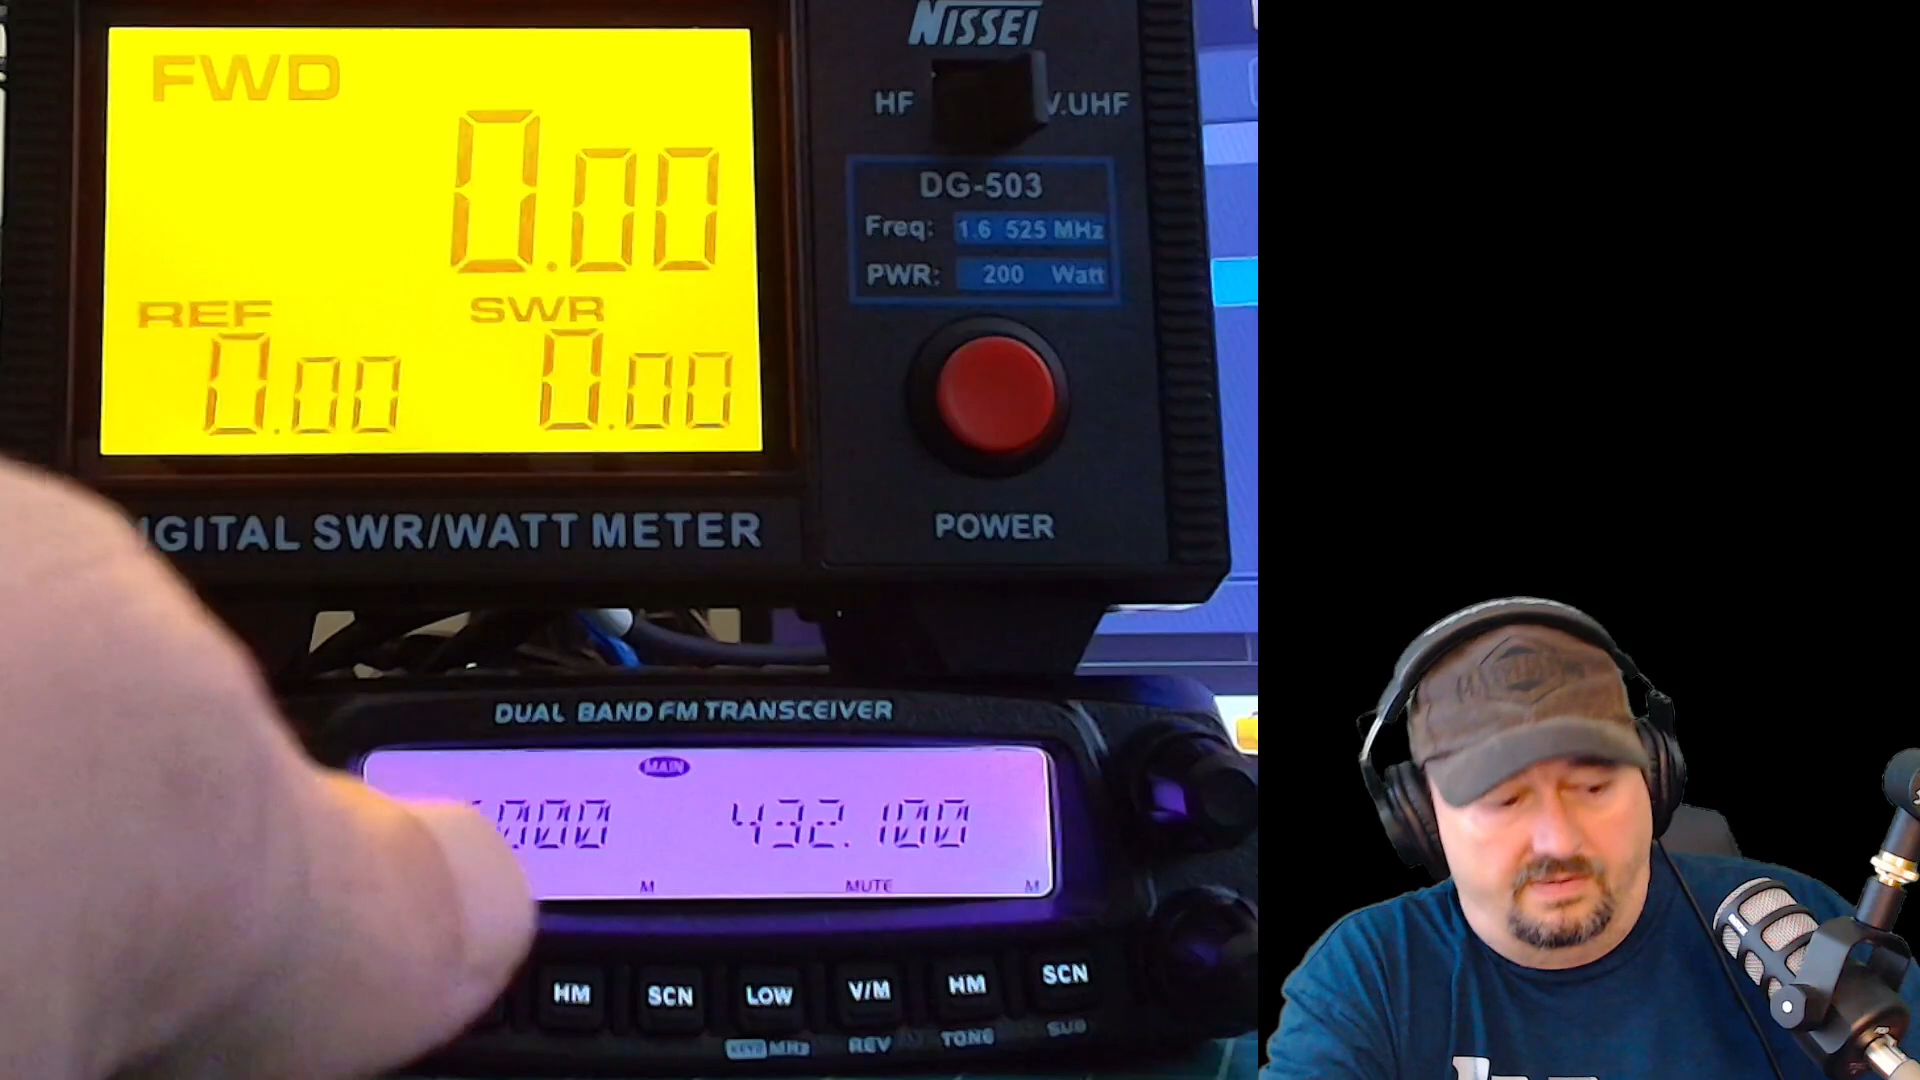 NISSEI
FWD
0.00
HF
V.UHF
DG-503
Freq: 1.6 525 MHz
PWR: 200 Watt
REF
0.00
SWR
0.00
POWER
IGITAL SWR/WATT METER
DUAL BAND FM TRANSCEIVER
MAIN
.000
432.100
M
MUTE
M
HM
SCN
LOW
V/M
HM
SCN
MHz
REV
TONE
SUB